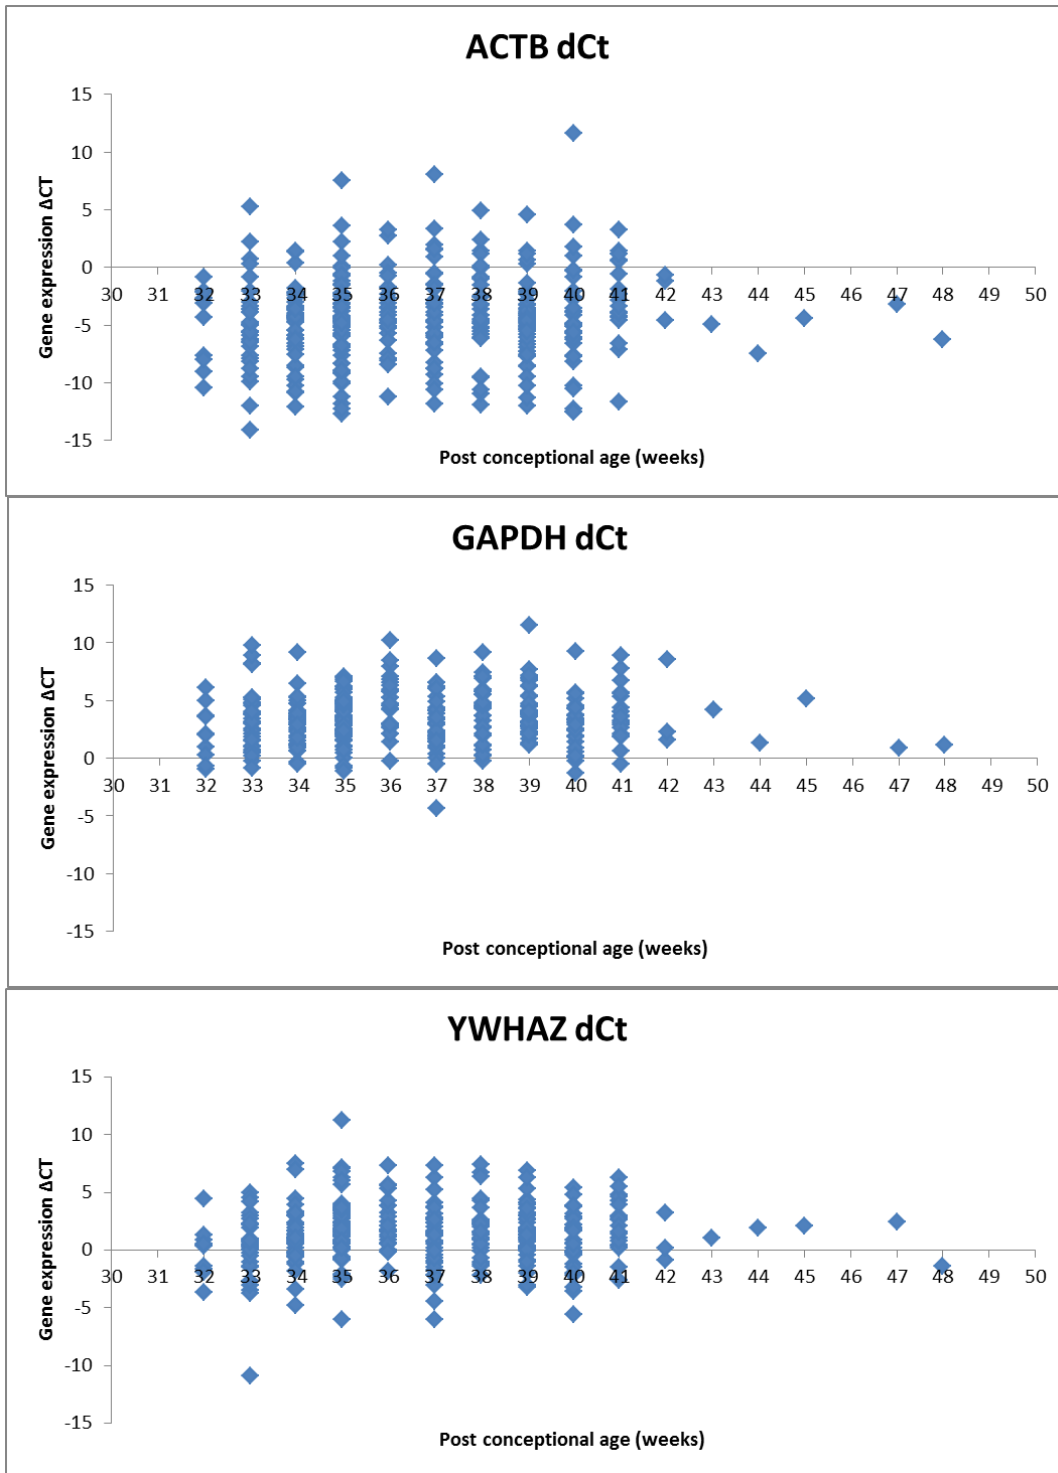 ACTB dCt
15
10
5
0
30 31 32 33 34 35 36 37 38 39 40 41 42 43 44 45 46 47 48 49 50
-5
-10
-15
Gene expression ΔCT
Post conceptional age (weeks)
GAPDH dCt
15
10
5
0
30 31 32 33 34 35 36 37 38 39 40 41 42 43 44 45 46 47 48 49 50
-5
-10
-15
Gene expression ΔCT
Post conceptional age (weeks)
YWHAZ dCt
15
10
5
0
30 31 32 33 34 35 36 37 38 39 40 41 42 43 44 45 46 47 48 49 50
-5
-10
-15
Gene expression ΔCT
Post conceptional age (weeks)